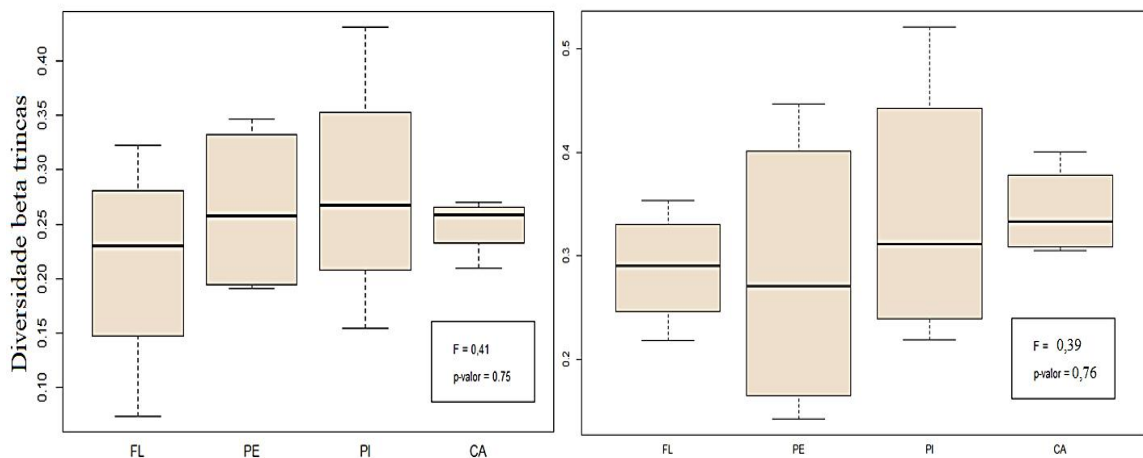 Diversidade beta trincas
0.40
0.35
0.30
0.25
0.20
0.15
0.10
F = 0,41
p-valor = 0.75
FL PE PI CA
0.5
0.4
0.3
0.2
F = 0,39
p-valor = 0,76
FL PE PI CA